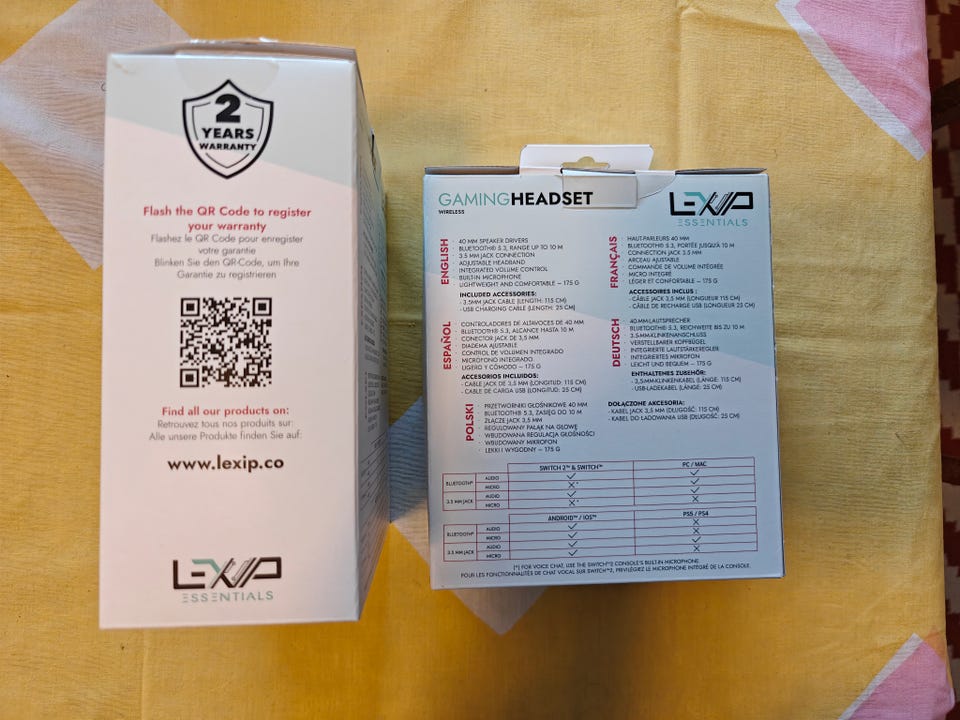 2
YEARS
WARRANTY
Flash the QR Code to register
your warranty
Flashez le QR Code pour enregister
votre garantie
Blinken Sie den QR-Code, um Ihre
Garantie zu registrieren
Find all our products on:
Retrouvez tous nos produits sur:
Alle unsere Produkte finden Sie auf:
www.lexip.co
LEXIP
ESSENTIALS
GAMINGHEADSET
WIRELESS
LEXIP
ESSENTIALS
ENGLISH
· 40 MM SPEAKER DRIVERS
· BLUETOOTH® 5.3, RANGE UP TO 10 M
· 3.5 MM JACK CONNECTION
· ADJUSTABLE HEADBAND
· INTEGRATED VOLUME CONTROL
· BUILT-IN MICROPHONE
· LIGHTWEIGHT AND COMFORTABLE – 175 G
INCLUDED ACCESSORIES:
- 3.5MM JACK CABLE (LENGTH: 115 CM)
- USB CHARGING CABLE (LENGTH: 25 CM)
FRANÇAIS
· HAUT-PARLEURS 40 MM
· BLUETOOTH® 5.3, PORTÉE JUSQU'À 10 M
· CONNECTION JACK 3.5 MM
· ARCEAU AJUSTABLE
· COMMANDE DE VOLUME INTÉGRÉE
· MICRO INTÉGRÉ
· LÉGER ET CONFORTABLE – 175 G
ACCESSOIRES INCLUS :
- CÂBLE JACK 3,5 MM (LONGUEUR 115 CM)
- CÂBLE DE RECHARGE USB (LONGUEUR 25 CM)
ESPAÑOL
· CONTROLADORES DE ALTAVOCES DE 40 MM
· BLUETOOTH® 5.3, ALCANCE HASTA 10 M
· CONECTOR JACK DE 3,5 MM
· DIADEMA AJUSTABLE
· CONTROL DE VOLUMEN INTEGRADO
· MICRÓFONO INTEGRADO
· LIGERO Y CÓMODO – 175 G
ACCESORIOS INCLUIDOS:
- CABLE JACK DE 3,5 MM (LONGITUD: 115 CM)
- CABLE DE CARGA USB (LONGITUD: 25 CM)
DEUTSCH
· 40-MM-LAUTSPRECHER
· BLUETOOTH® 5.3, REICHWEITE BIS ZU 10 M
· 3,5-MM-KLINKENANSCHLUSS
· VERSTELLBARER KOPFBÜGEL
· INTEGRIERTE LAUTSTÄRKEREGLER
· INTEGRIERTES MIKROFON
· LEICHT UND BEQUEM – 175 G
ENTHALTENES ZUBEHÖR:
- 3,5-MM-KLINKENKABEL (LÄNGE: 115 CM)
- USB-LADEKABEL (LÄNGE: 25 CM)
POLSKI
· PRZETWORNIKI GŁOŚNIKOWE 40 MM
· BLUETOOTH® 5.3, ZASIĘG DO 10 M
· ZŁĄCZE JACK 3,5 MM
· REGULOWANY PAŁĄK NA GŁOWĘ
· WBUDOWANA REGULACJA GŁOŚNOŚCI
· WBUDOWANY MIKROFON
· LEKKI I WYGODNY – 175 G
DOŁĄCZONE AKCESORIA:
- KABEL JACK 3,5 MM (DŁUGOŚĆ: 115 CM)
- KABEL DO ŁADOWANIA USB (DŁUGOŚĆ: 25 CM)
SWITCH 2™ & SWITCH™ PC / MAC
BLUETOOTH® AUDIO ✓ ✓
MICRO ✕* ✓
3.5 MM JACK AUDIO ✓ ✓
MICRO ✕* ✓
ANDROID™ / IOS™ PS5 / PS4
BLUETOOTH® AUDIO ✓ ✕
MICRO ✓ ✕
3.5 MM JACK AUDIO ✓ ✓
MICRO ✓ ✕
(*) FOR VOICE CHAT, USE THE SWITCH™2 CONSOLE'S BUILT-IN MICROPHONE
POUR LES FONCTIONNALITÉS DE CHAT VOCAL SUR SWITCH™2, PRIVILÉGIEZ LE MICROPHONE INTÉGRÉ DE LA CONSOLE.